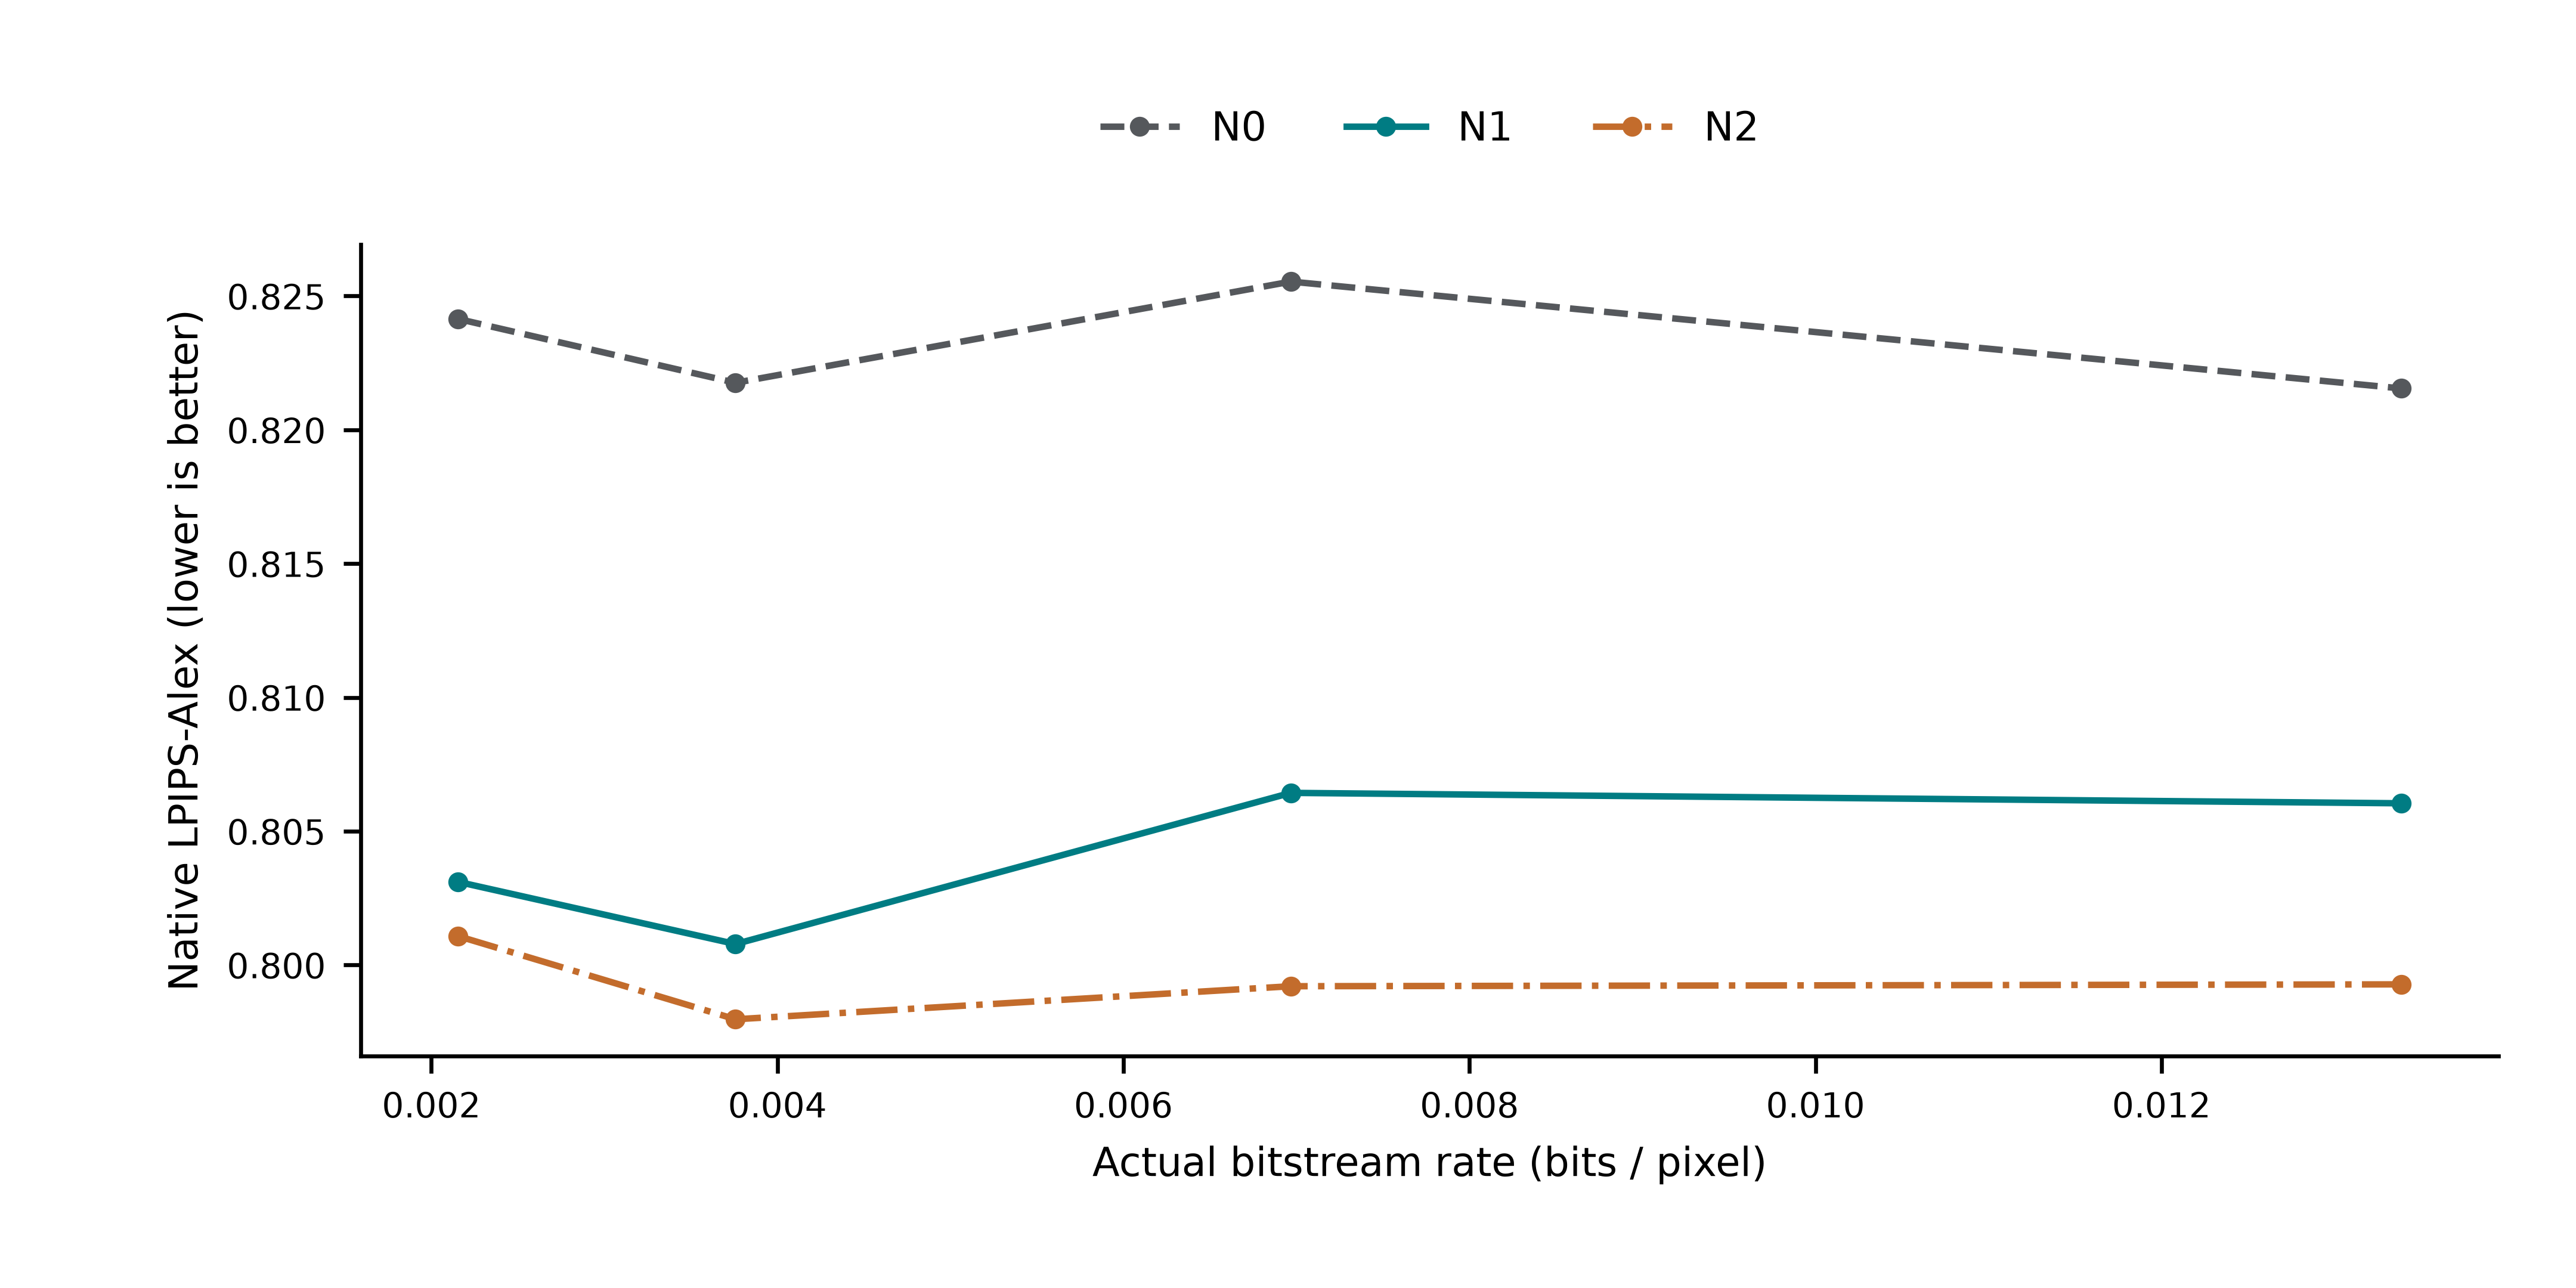 N0 N1 N2
Native LPIPS-Alex (lower is better)
0.825
0.820
0.815
0.810
0.805
0.800
0.002 0.004 0.006 0.008 0.010 0.012
Actual bitstream rate (bits / pixel)